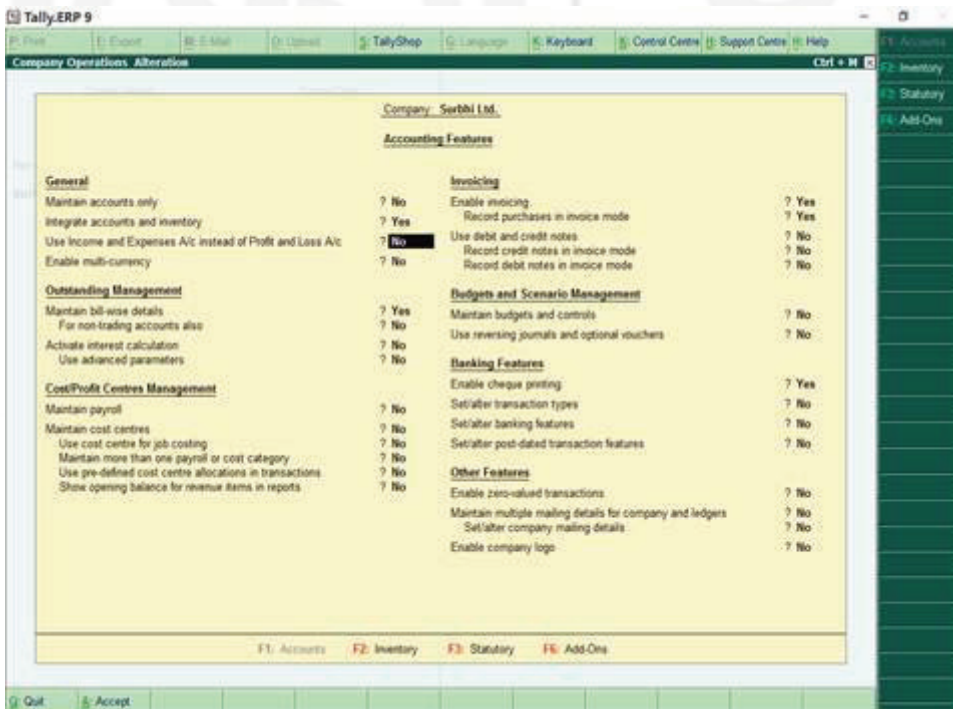 Tally.ERP 9
P: Print E: Export M: E-Mail O: Upload S: TallyShop G: Language K: Keyboard K: Control Centre H: Support Centre H: Help F1: Accounts
Company Operations Alteration Ctrl + M
F2: Inventory
F3: Statutory
F6: Add-Ons
Company: Surbhi Ltd.
Accounting Features
General
Maintain accounts only ? No
Integrate accounts and inventory ? Yes
Use Income and Expenses A/c instead of Profit and Loss A/c ? No
Enable multi-currency ? No
Outstanding Management
Maintain bill-wise details ? Yes
For non-trading accounts also ? No
Activate interest calculation ? No
Use advanced parameters ? No
Cost/Profit Centres Management
Maintain payroll ? No
Maintain cost centres ? No
Use cost centre for job costing ? No
Maintain more than one payroll or cost category ? No
Use pre-defined cost centre allocations in transactions ? No
Show opening balance for revenue items in reports ? No
Invoicing
Enable invoicing ? Yes
Record purchases in invoice mode ? Yes
Use debit and credit notes ? No
Record credit notes in invoice mode ? No
Record debit notes in invoice mode ? No
Budgets and Scenario Management
Maintain budgets and controls ? No
Use reversing journals and optional vouchers ? No
Banking Features
Enable cheque printing ? Yes
Set/alter transaction types ? No
Set/alter banking features ? No
Set/alter post-dated transaction features ? No
Other Features
Enable zero-valued transactions ? No
Maintain multiple mailing details for company and ledgers ? No
Set/alter company mailing details ? No
Enable company logo ? No
F1: Accounts F2: Inventory F3: Statutory F6: Add-Ons
Q: Quit A: Accept